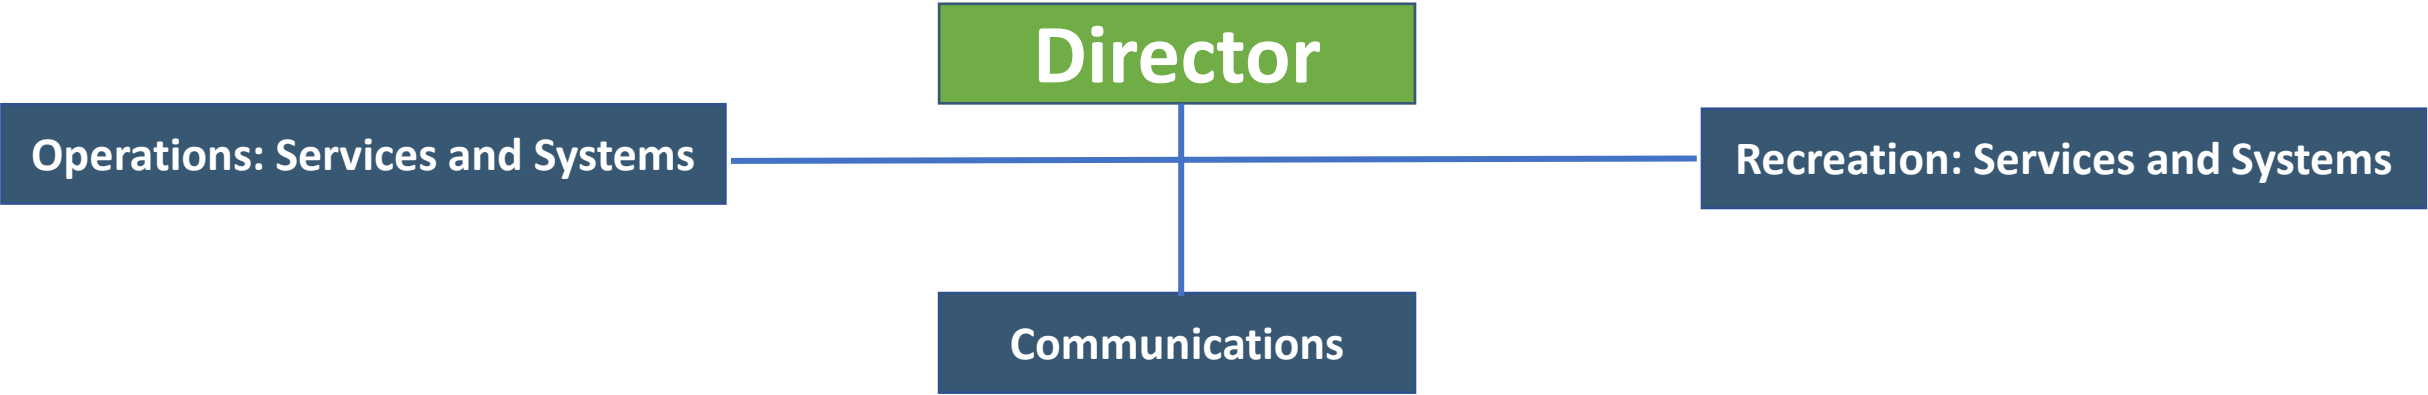 Director
Operations: Services and Systems
Recreation: Services and Systems
Communications